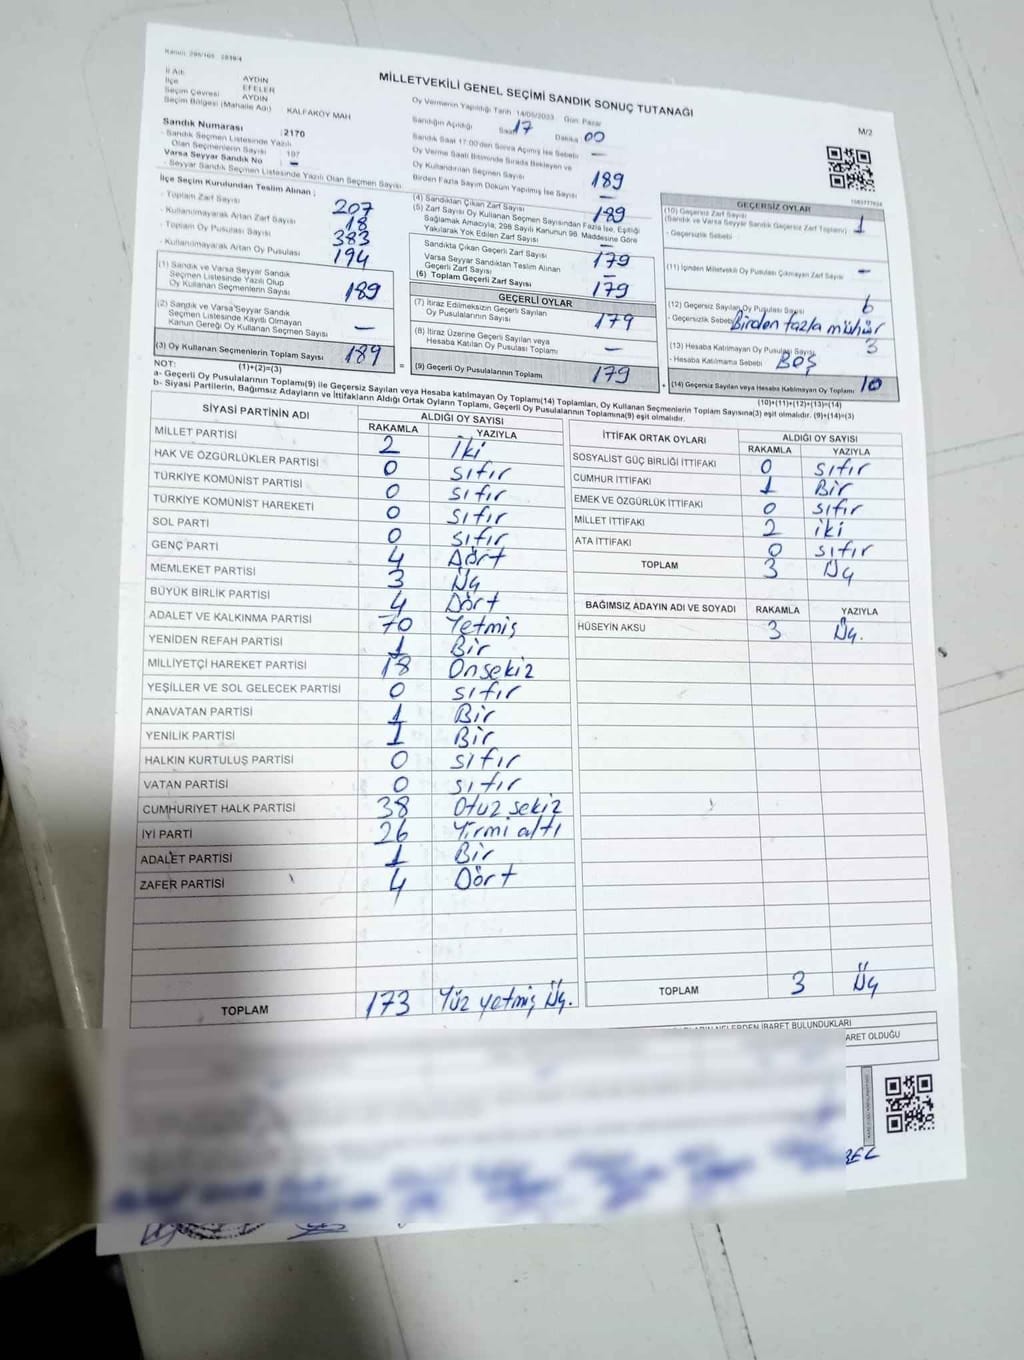 MİLLETVEKİLİ GENEL SEÇİMİ SANDIK SONUÇ TUTANAĞI
M/2
İl Adı AYDIN
İlçe EFELER
Seçim Çevresi AYDIN
Seçim Bölgesi (Mahalle Adı) KALFAKÖY MAH
Sandık Numarası :2170
- Sandık Seçmen Listesinde Yazılı
Olan Seçmenlerin Sayısı 197
Varsa Seyyar Sandık No : -
- Seyyar Sandık Seçmen Listesinde Yazılı Olan Seçmen Sayısı
Oy Vermenin Yapıldığı Tarih: 14/05/2023 Gün: Pazar
Sandığın Açıldığı Saat 17 Dakika 00
Sandık Saat 17:00'den Sonra Açılmış İse Sebebi -
Oy Verme Saati Bitiminde Sırada Bekleyen ve
Oy Kullandırılan Seçmen Sayısı 189
Birden Fazla Sayım Döküm Yapılmış İse Sayısı -
İlçe Seçim Kurulundan Teslim Alınan ;
- Toplam Zarf Sayısı 207
- Kullanılmayarak Artan Zarf Sayısı 18
- Toplam Oy Pusulası Sayısı 383
- Kullanılmayarak Artan Oy Pusulası 194
(1) Sandık ve Varsa Seyyar Sandık
Seçmen Listesinde Yazılı Olup
Oy Kullanan Seçmenlerin Sayısı 189
(2) Sandık ve Varsa Seyyar Sandık
Seçmen Listesinde Kayıtlı Olmayan
Kanun Gereği Oy Kullanan Seçmen Sayısı -
(3) Oy Kullanan Seçmenlerin Toplam Sayısı 189
(1)+(2)=(3)
(4) Sandıktan Çıkan Zarf Sayısı 189
(5) Zarf Sayısı Oy Kullanan Seçmen Sayısından Fazla İse, Eşitliği
Sağlamak Amacıyla; 298 Sayılı Kanunun 98. Maddesine Göre
Yakılarak Yok Edilen Zarf Sayısı -
Sandıkta Çıkan Geçerli Zarf Sayısı 179
Varsa Seyyar Sandıktan Teslim Alınan
Geçerli Zarf Sayısı -
(6) Toplam Geçerli Zarf Sayısı 179
GEÇERLİ OYLAR
(7) İtiraz Edilmeksizin Geçerli Sayılan
Oy Pusulalarının Sayısı 179
(8) İtiraz Üzerine Geçerli Sayılan veya
Hesaba Katılan Oy Pusulası Toplamı -
= (9) Geçerli Oy Pusulalarının Toplamı 179
GEÇERSİZ OYLAR
(10) Geçersiz Zarf Sayısı
(Sandık ve Varsa Seyyar Sandık Geçersiz Zarf Toplamı) 1
- Geçersizlik Sebebi
(11) İçinden Milletvekili Oy Pusulası Çıkmayan Zarf Sayısı -
(12) Geçersiz Sayılan Oy Pusulası Sayısı 6
- Geçersizlik Sebebi Birden fazla mühür
(13) Hesaba Katılmayan Oy Pusulası Sayısı 3
- Hesaba Katılmama Sebebi BOŞ
+ (14) Geçersiz Sayılan veya Hesaba Katılmayan Oy Toplamı 10
(10)+(11)+(12)+(13)=(14)
NOT:
a- Geçerli Oy Pusulalarının Toplamı(9) ile Geçersiz Sayılan veya Hesaba katılmayan Oy Toplamı(14) Toplamları, Oy Kullanan Seçmenlerin Toplam Sayısına(3) eşit olmalıdır. (9)+(14)=(3)
b- Siyasi Partilerin, Bağımsız Adayların ve İttifakların Aldığı Ortak Oyların Toplamı, Geçerli Oy Pusulalarının Toplamına(9) eşit olmalıdır.
SİYASİ PARTİNİN ADI ALDIĞI OY SAYISI
RAKAMLA YAZIYLA
MİLLET PARTİSİ 2 İki
HAK VE ÖZGÜRLÜKLER PARTİSİ 0 sıfır
TÜRKİYE KOMÜNİST PARTİSİ 0 sıfır
TÜRKİYE KOMÜNİST HAREKETİ 0 sıfır
SOL PARTİ 0 sıfır
GENÇ PARTİ 4 Dört
MEMLEKET PARTİSİ 3 Üç
BÜYÜK BİRLİK PARTİSİ 4 Dört
ADALET VE KALKINMA PARTİSİ 70 Yetmiş
YENİDEN REFAH PARTİSİ 1 Bir
MİLLİYETÇİ HAREKET PARTİSİ 18 Onsekiz
YEŞİLLER VE SOL GELECEK PARTİSİ 0 sıfır
ANAVATAN PARTİSİ 1 Bir
YENİLİK PARTİSİ 1 Bir
HALKIN KURTULUŞ PARTİSİ 0 sıfır
VATAN PARTİSİ 0 sıfır
CUMHURİYET HALK PARTİSİ 38 Otuz sekiz
İYİ PARTİ 26 Yirmi altı
ADALET PARTİSİ 1 Bir
ZAFER PARTİSİ 4 Dört
TOPLAM 173 Yüz yetmiş Üç.
İTTİFAK ORTAK OYLARI ALDIĞI OY SAYISI
RAKAMLA YAZIYLA
SOSYALİST GÜÇ BİRLİĞİ İTTİFAKI 0 sıfır
CUMHUR İTTİFAKI 1 Bir
EMEK VE ÖZGÜRLÜK İTTİFAKI 0 sıfır
MİLLET İTTİFAKI 2 iki
ATA İTTİFAKI 0 sıfır
TOPLAM 3 Üç
BAĞIMSIZ ADAYIN ADI VE SOYADI RAKAMLA YAZIYLA
HÜSEYİN AKSU 3 Üç.
TOPLAM 3 Üç
NELERDEN İBARET BULUNDUKLARI
ARET OLDUĞU